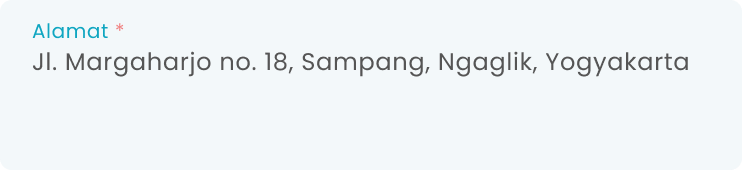 Alamat *
Jl. Margaharjo no. 18, Sampang, Ngaglik, Yogyakarta